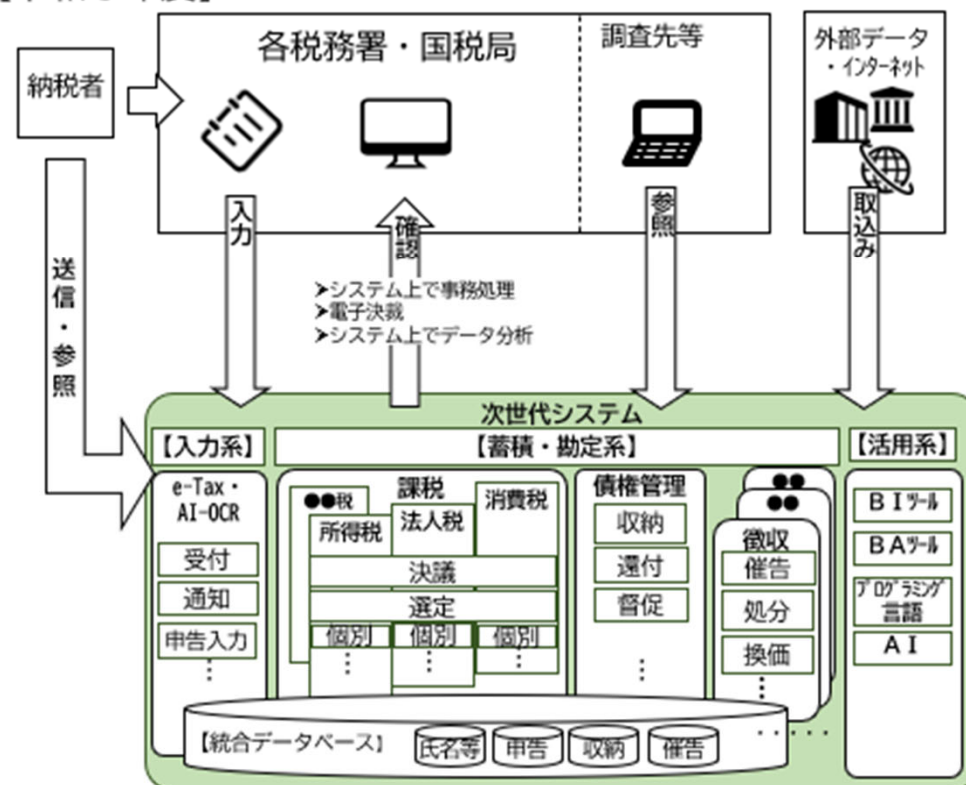 各税務署・国税局
調査先等
外部データ
・インターネット
納税者
入力
確認
参照
取込み
送信・参照
➤システム上で事務処理
➤電子決裁
➤システム上でデータ分析
次世代システム
【入力系】
【蓄積・勘定系】
【活用系】
e-Tax・
AI-OCR
受付
通知
申告入力
⋮
課税
●●税
所得税
法人税
消費税
決議
選定
個別
個別
個別
⋮
⋮
⋮
債権管理
収納
還付
督促
⋮
●●
●●
徴収
催告
処分
換価
⋮
・・・・・
BIツール
BAツール
プログラミング
言語
AI
【統合データベース】
氏名等
申告
収納
催告